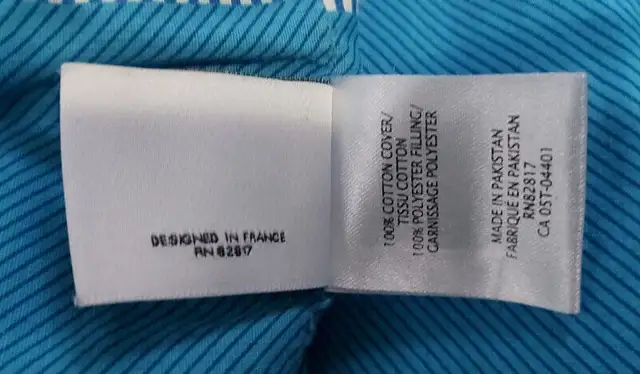 DESIGNED IN FRANCE
RN 82817
100% COTTON COVER/
TISSU COTTON
100% POLYESTER FILLING/
GARNISSAGE POLYESTER
MADE IN PAKISTAN
FABRIQUÉ EN PAKISTAN
RN82817
CA 05T-04401